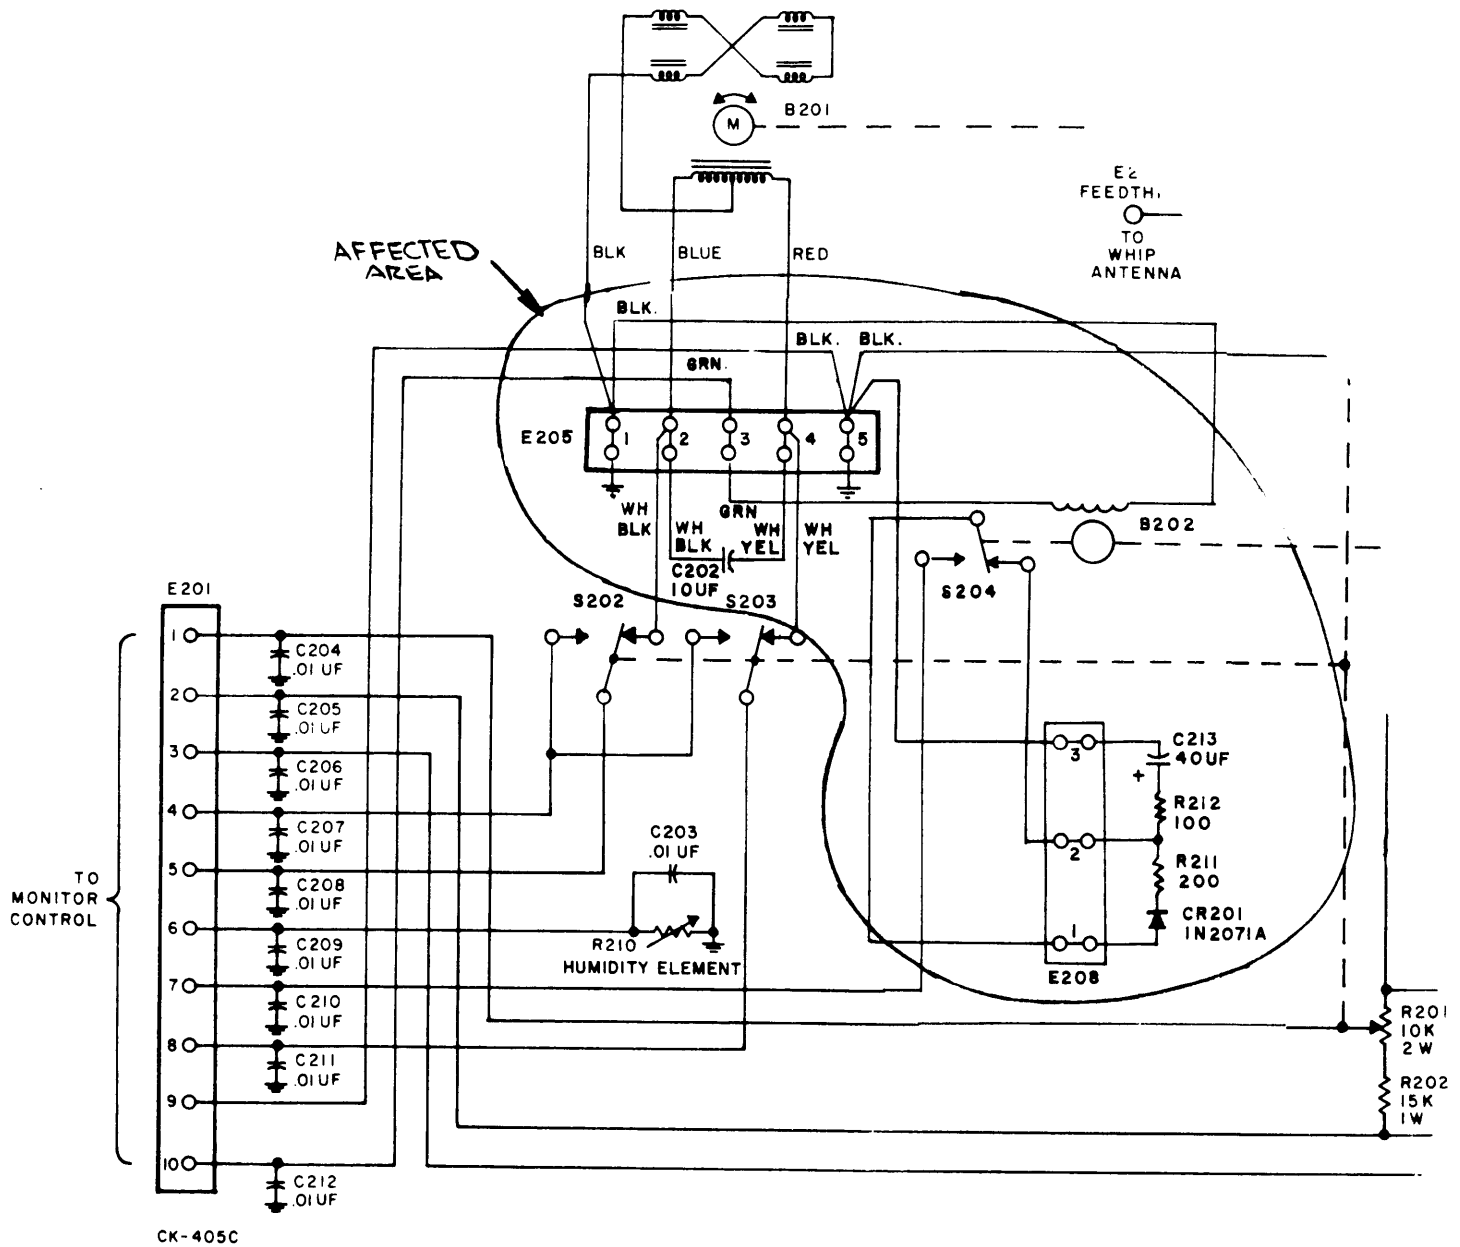 B201
M
E2
FEEDTH
TO
WHIP
ANTENNA
AFFECTED
AREA
BLK
BLUE
RED
BLK.
BLK.
BLK.
GRN.
E205
1
2
3
4
5
WH
BLK
WH
BLK
GRN
WH
YEL
WH
YEL
C202
10UF
B202
S204
S202
S203
E201
1
C204
.01 UF
2
C205
.01 UF
3
C206
.01 UF
4
C207
.01 UF
5
C208
.01 UF
6
C209
.01 UF
7
C210
.01 UF
8
C211
.01 UF
9
10
C212
.01 UF
TO
MONITOR
CONTROL
C203
.01 UF
R210
HUMIDITY ELEMENT
3
C213
40UF
+
R212
100
2
R211
200
CR201
1N2071A
1
E208
R201
10K
2W
R202
15K
1W
CK-405C